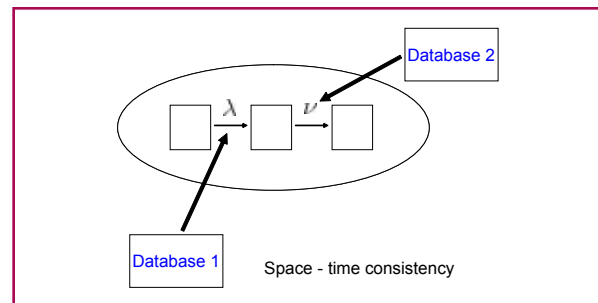 Database 2
λ ν
Database 1
Space - time consistency